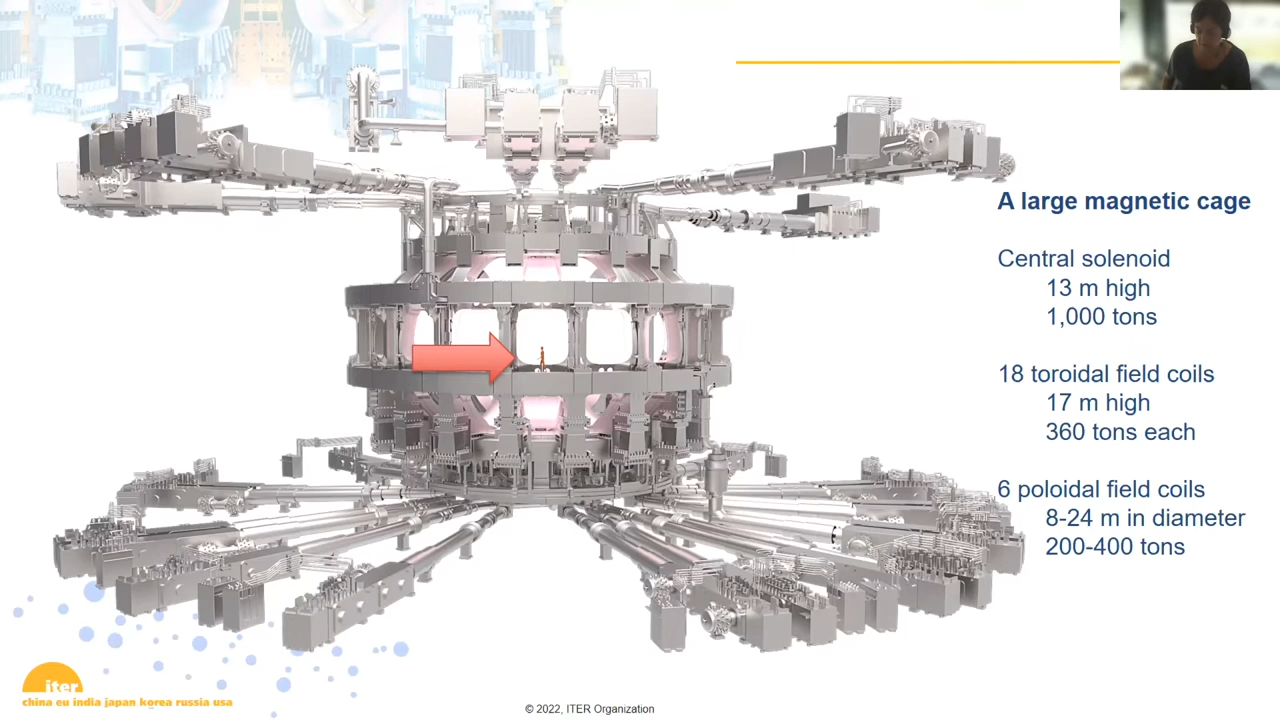 A large magnetic cage
Central solenoid
13 m high
1,000 tons
18 toroidal field coils
17 m high
360 tons each
6 poloidal field coils
8-24 m in diameter
200-400 tons
iter
china eu india japan korea russia usa
© 2022, ITER Organization